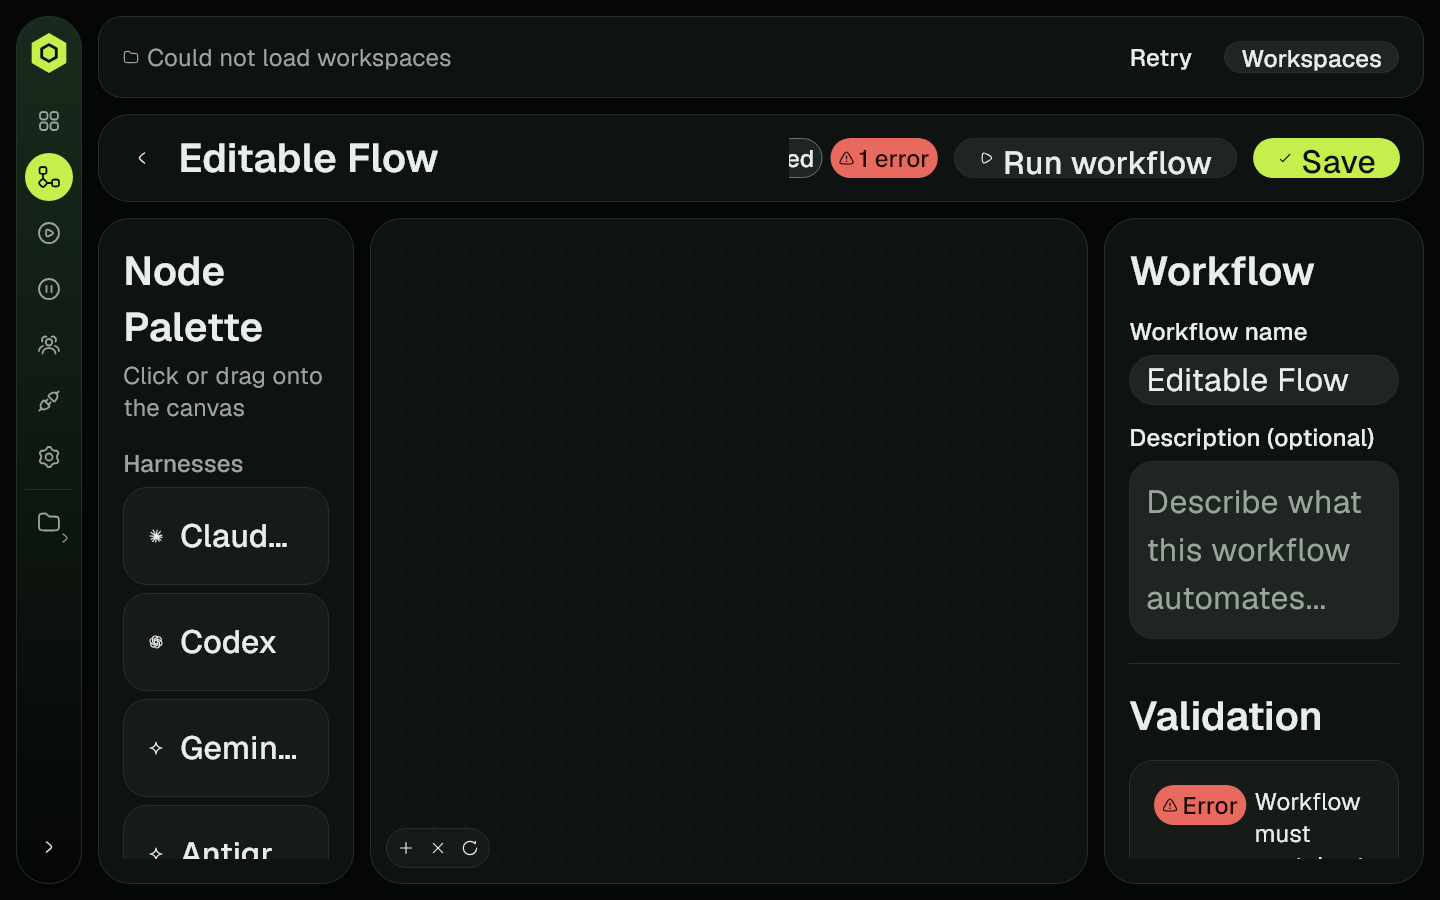 Could not load workspaces
Retry
Workspaces
Editable Flow
ed
1 error
Run workflow
Save
Node
Palette
Click or drag onto
the canvas
Harnesses
Claud...
Codex
Gemin...
Antigr
Workflow
Workflow name
Editable Flow
Description (optional)
Describe what
this workflow
automates...
Validation
Error
Workflow
must